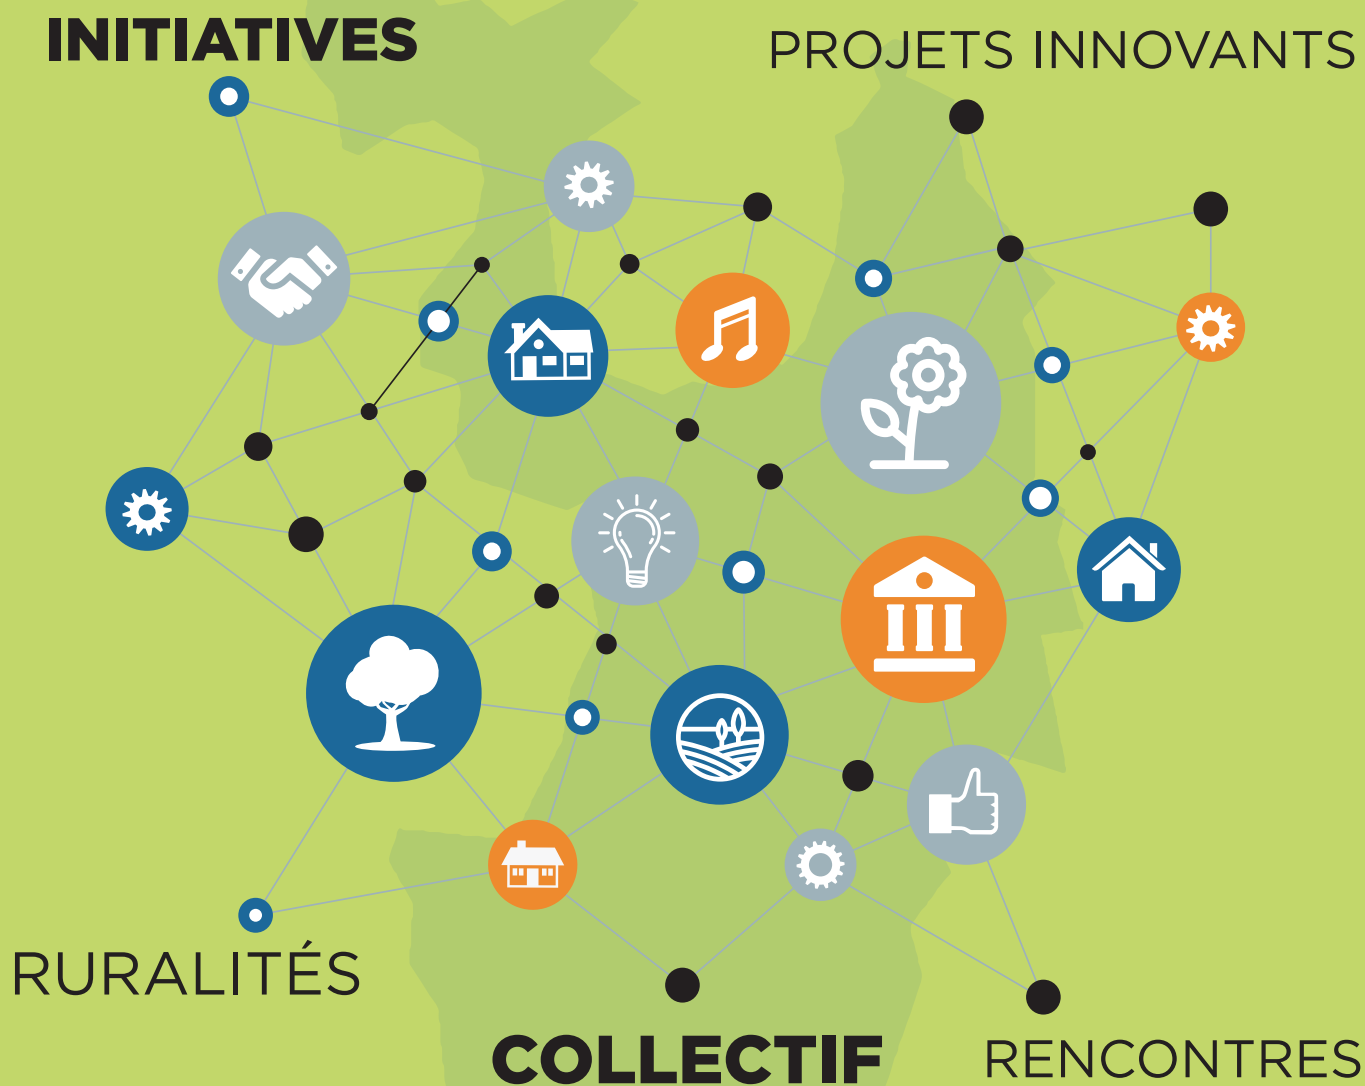 INITIATIVES
PROJETS INNOVANTS
RURALITÉS
COLLECTIF
RENCONTRES